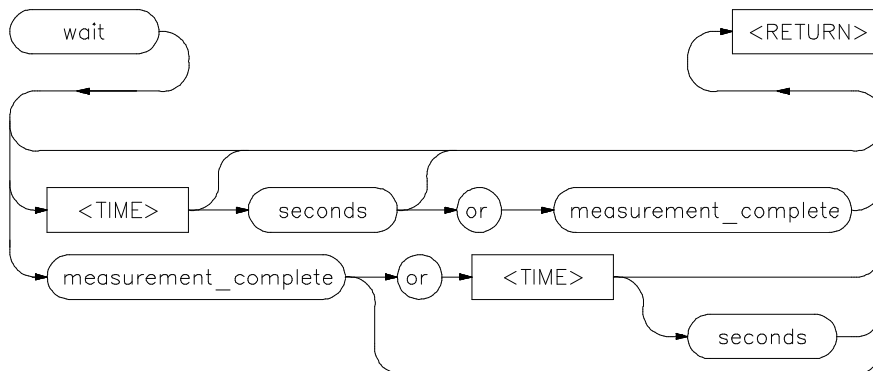 wait <RETURN>
<TIME> seconds or measurement_complete
measurement_complete or <TIME>
seconds